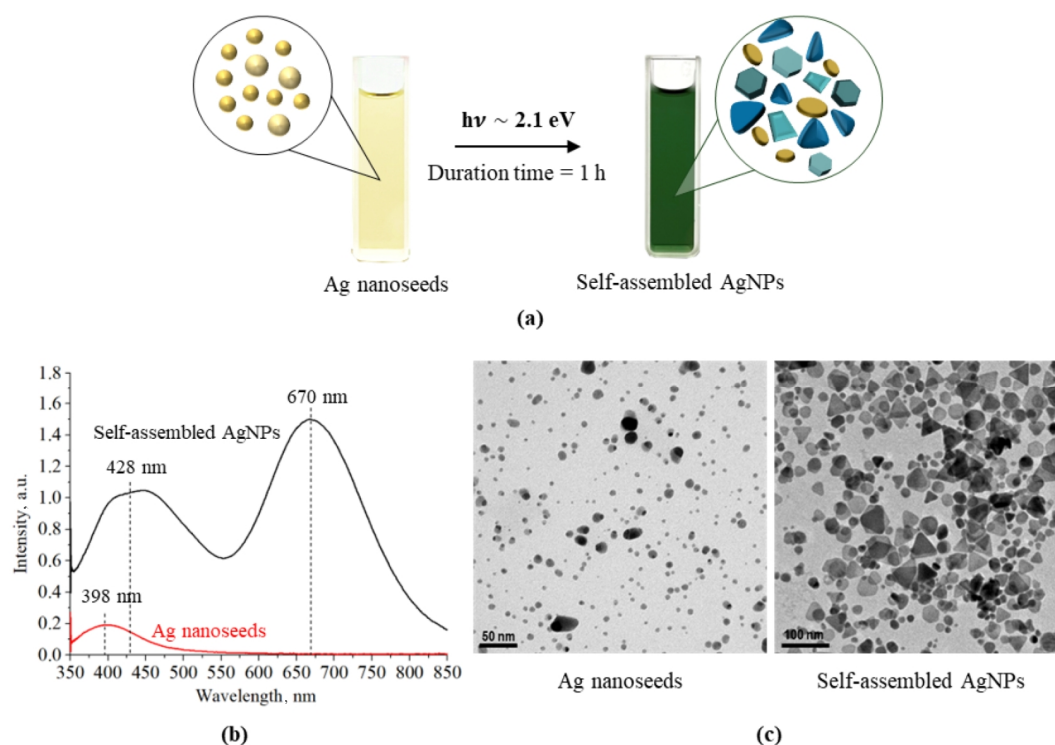 hν ~ 2.1 eV
Duration time = 1 h
Ag nanoseeds
Self-assembled AgNPs
(a)
1.8
1.6
1.4
1.2
1.0
0.8
0.6
0.4
0.2
0.0
Intensity. a.u.
670 nm
Self-assembled AgNPs
428 nm
398 nm
Ag nanoseeds
350 400 450 500 550 600 650 700 750 800 850
Wavelength, nm
(b)
50 nm
100 nm
Ag nanoseeds
Self-assembled AgNPs
(c)